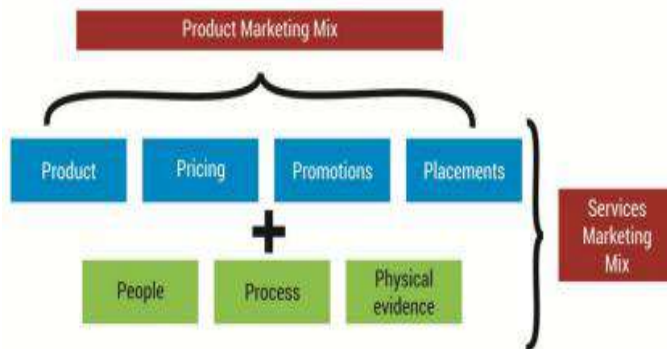 Product Marketing Mix
Product
Pricing
Promotions
Placements
Services
Marketing
Mix
People
Process
Physical
evidence